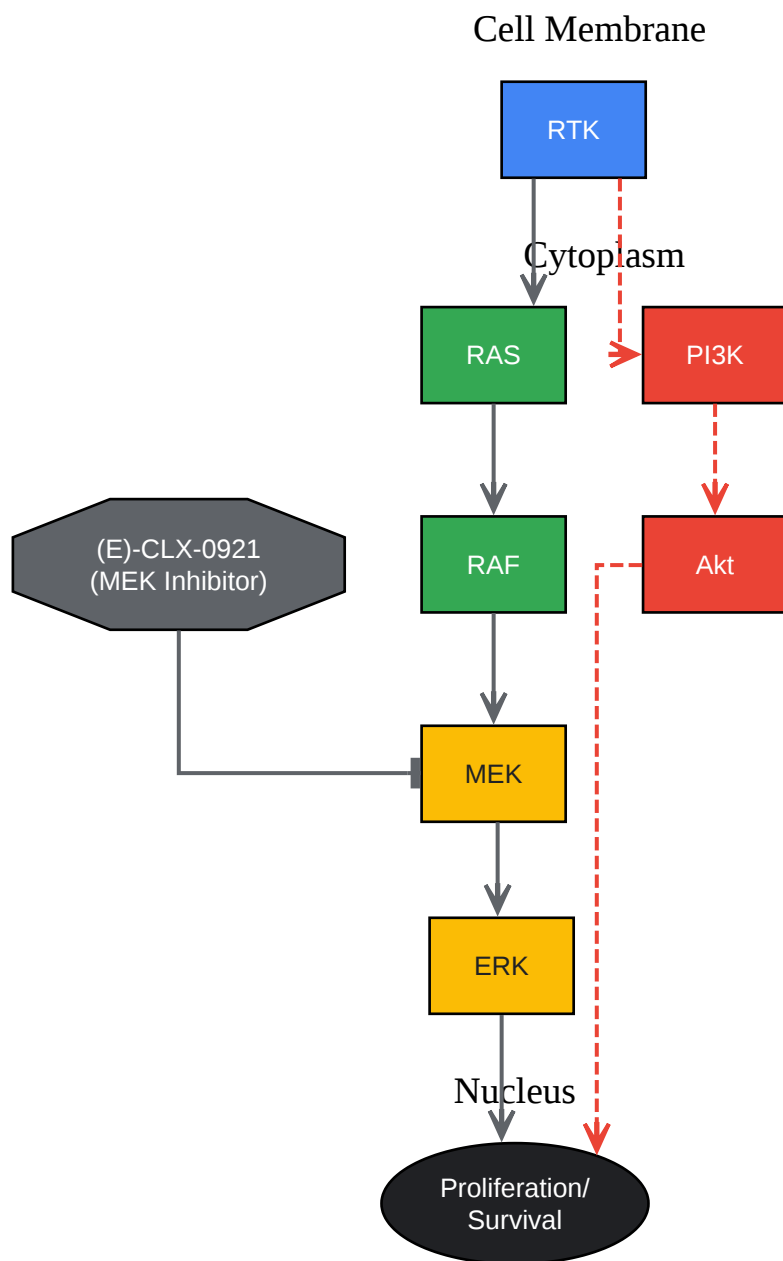 Cell Membrane
RTK
Cytoplasm
RAS
PI3K
(E)-CLX-0921
(MEK Inhibitor)
RAF
Akt
MEK
ERK
Nucleus
Proliferation/
Survival